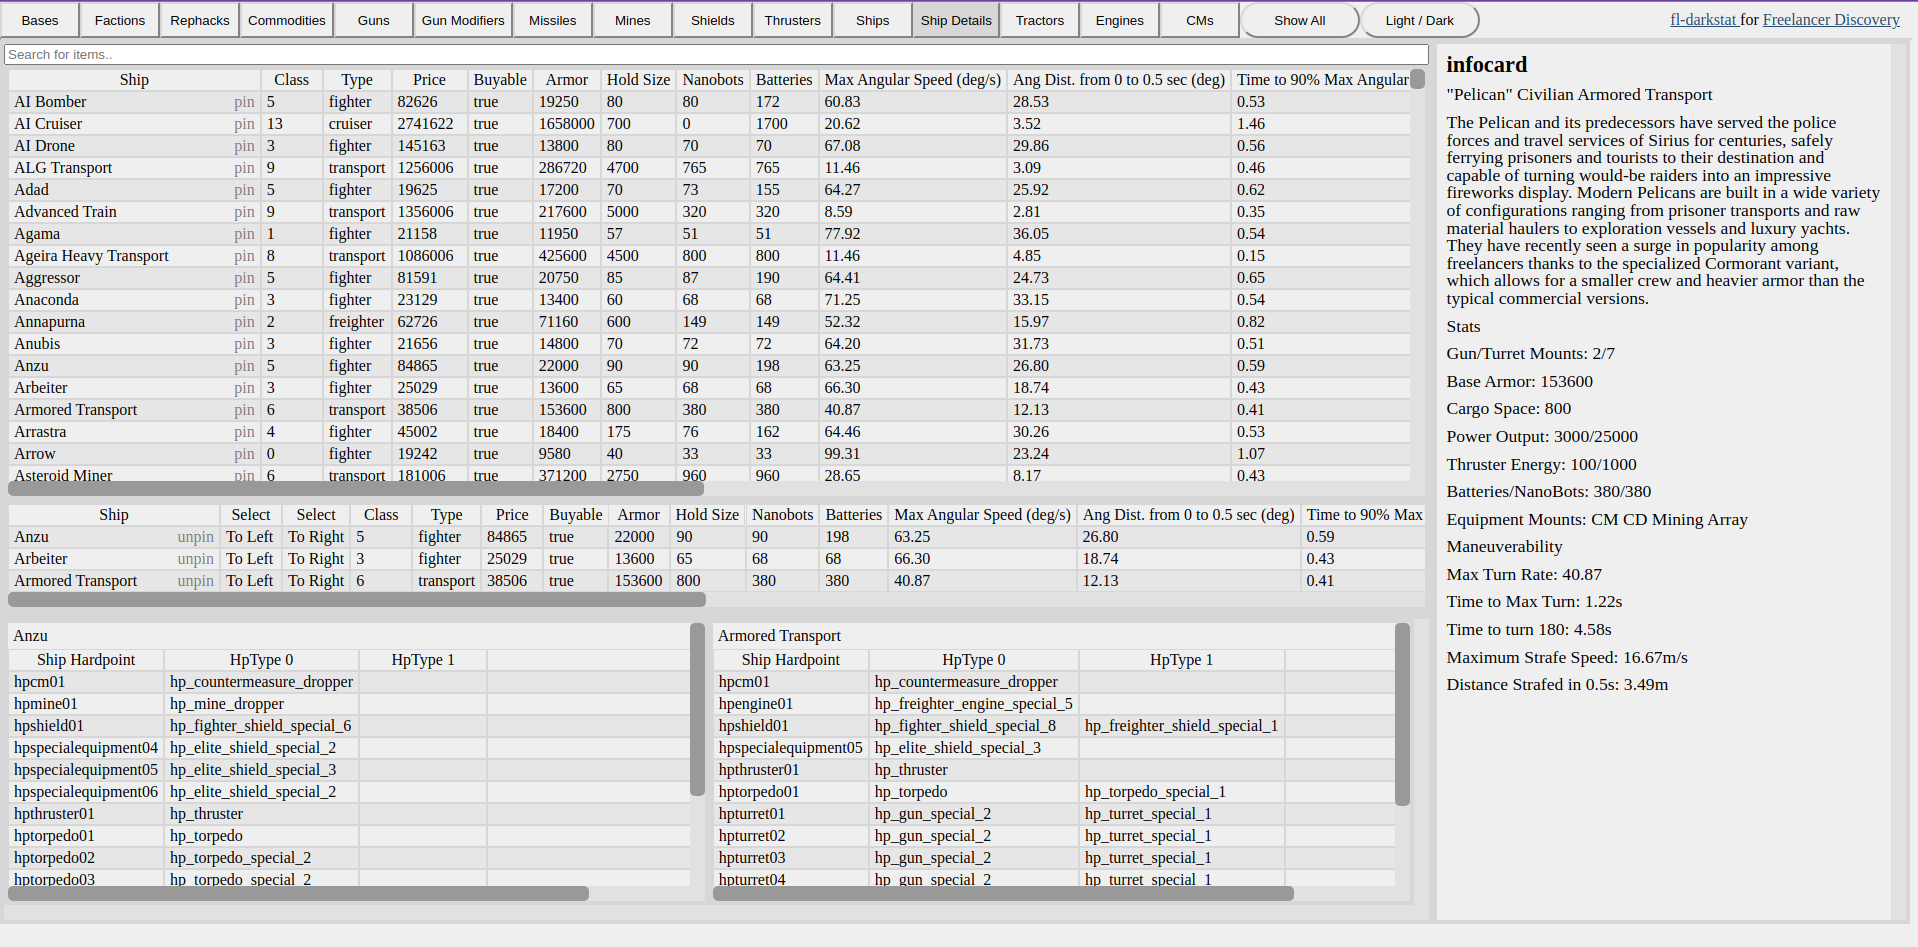 Bases Factions Rephacks Commodities Guns Gun Modifiers Missiles Mines Shields Thrusters Ships Ship Details Tractors Engines CMs Show All Light / Dark fl-darkstat for Freelancer Discovery
Search for items..
Ship Class Type Price Buyable Armor Hold Size Nanobots Batteries Max Angular Speed (deg/s) Ang Dist. from 0 to 0.5 sec (deg) Time to 90% Max Angular
AI Bomber pin 5 fighter 82626 true 19250 80 80 172 60.83 28.53 0.53
AI Cruiser pin 13 cruiser 2741622 true 1658000 700 0 1700 20.62 3.52 1.46
AI Drone pin 3 fighter 145163 true 13800 80 70 70 67.08 29.86 0.56
ALG Transport pin 9 transport 1256006 true 286720 4700 765 765 11.46 3.09 0.46
Adad pin 5 fighter 19625 true 17200 70 73 155 64.27 25.92 0.62
Advanced Train pin 9 transport 1356006 true 217600 5000 320 320 8.59 2.81 0.35
Agama pin 1 fighter 21158 true 11950 57 51 51 77.92 36.05 0.54
Ageira Heavy Transport pin 8 transport 1086006 true 425600 4500 800 800 11.46 4.85 0.15
Aggressor pin 5 fighter 81591 true 20750 85 87 190 64.41 24.73 0.65
Anaconda pin 3 fighter 23129 true 13400 60 68 68 71.25 33.15 0.54
Annapurna pin 2 freighter 62726 true 71160 600 149 149 52.32 15.97 0.82
Anubis pin 3 fighter 21656 true 14800 70 72 72 64.20 31.73 0.51
Anzu pin 5 fighter 84865 true 22000 90 90 198 63.25 26.80 0.59
Arbeiter pin 3 fighter 25029 true 13600 65 68 68 66.30 18.74 0.43
Armored Transport pin 6 transport 38506 true 153600 800 380 380 40.87 12.13 0.41
Arrastra pin 4 fighter 45002 true 18400 175 76 162 64.46 30.26 0.53
Arrow pin 0 fighter 19242 true 9580 40 33 33 99.31 23.24 1.07
Asteroid Miner pin 6 transport 181006 true 371200 2750 960 960 28.65 8.17 0.43
Ship Select Select Class Type Price Buyable Armor Hold Size Nanobots Batteries Max Angular Speed (deg/s) Ang Dist. from 0 to 0.5 sec (deg) Time to 90% Max
Anzu unpin To Left To Right 5 fighter 84865 true 22000 90 90 198 63.25 26.80 0.59
Arbeiter unpin To Left To Right 3 fighter 25029 true 13600 65 68 68 66.30 18.74 0.43
Armored Transport unpin To Left To Right 6 transport 38506 true 153600 800 380 380 40.87 12.13 0.41
Anzu
Ship Hardpoint HpType 0 HpType 1
hpcm01 hp_countermeasure_dropper
hpmine01 hp_mine_dropper
hpshield01 hp_fighter_shield_special_6
hpspecialequipment04 hp_elite_shield_special_2
hpspecialequipment05 hp_elite_shield_special_3
hpspecialequipment06 hp_elite_shield_special_2
hpthruster01 hp_thruster
hptorpedo01 hp_torpedo
hptorpedo02 hp_torpedo_special_2
hptorpedo03 hp_torpedo_special_2
Armored Transport
Ship Hardpoint HpType 0 HpType 1
hpcm01 hp_countermeasure_dropper
hpengine01 hp_freighter_engine_special_5
hpshield01 hp_fighter_shield_special_8 hp_freighter_shield_special_1
hpspecialequipment05 hp_elite_shield_special_3
hpthruster01 hp_thruster
hptorpedo01 hp_torpedo hp_torpedo_special_1
hpturret01 hp_gun_special_2 hp_turret_special_1
hpturret02 hp_gun_special_2 hp_turret_special_1
hpturret03 hp_gun_special_2 hp_turret_special_1
hpturret04 hp_gun_special_2 hp_turret_special_1
infocard
"Pelican" Civilian Armored Transport
The Pelican and its predecessors have served the police
forces and travel services of Sirius for centuries, safely
ferrying prisoners and tourists to their destination and
capable of turning would-be raiders into an impressive
fireworks display. Modern Pelicans are built in a wide variety
of configurations ranging from prisoner transports and raw
material haulers to exploration vessels and luxury yachts.
They have recently seen a surge in popularity among
freelancers thanks to the specialized Cormorant variant,
which allows for a smaller crew and heavier armor than the
typical commercial versions.
Stats
Gun/Turret Mounts: 2/7
Base Armor: 153600
Cargo Space: 800
Power Output: 3000/25000
Thruster Energy: 100/1000
Batteries/NanoBots: 380/380
Equipment Mounts: CM CD Mining Array
Maneuverability
Max Turn Rate: 40.87
Time to Max Turn: 1.22s
Time to turn 180: 4.58s
Maximum Strafe Speed: 16.67m/s
Distance Strafed in 0.5s: 3.49m